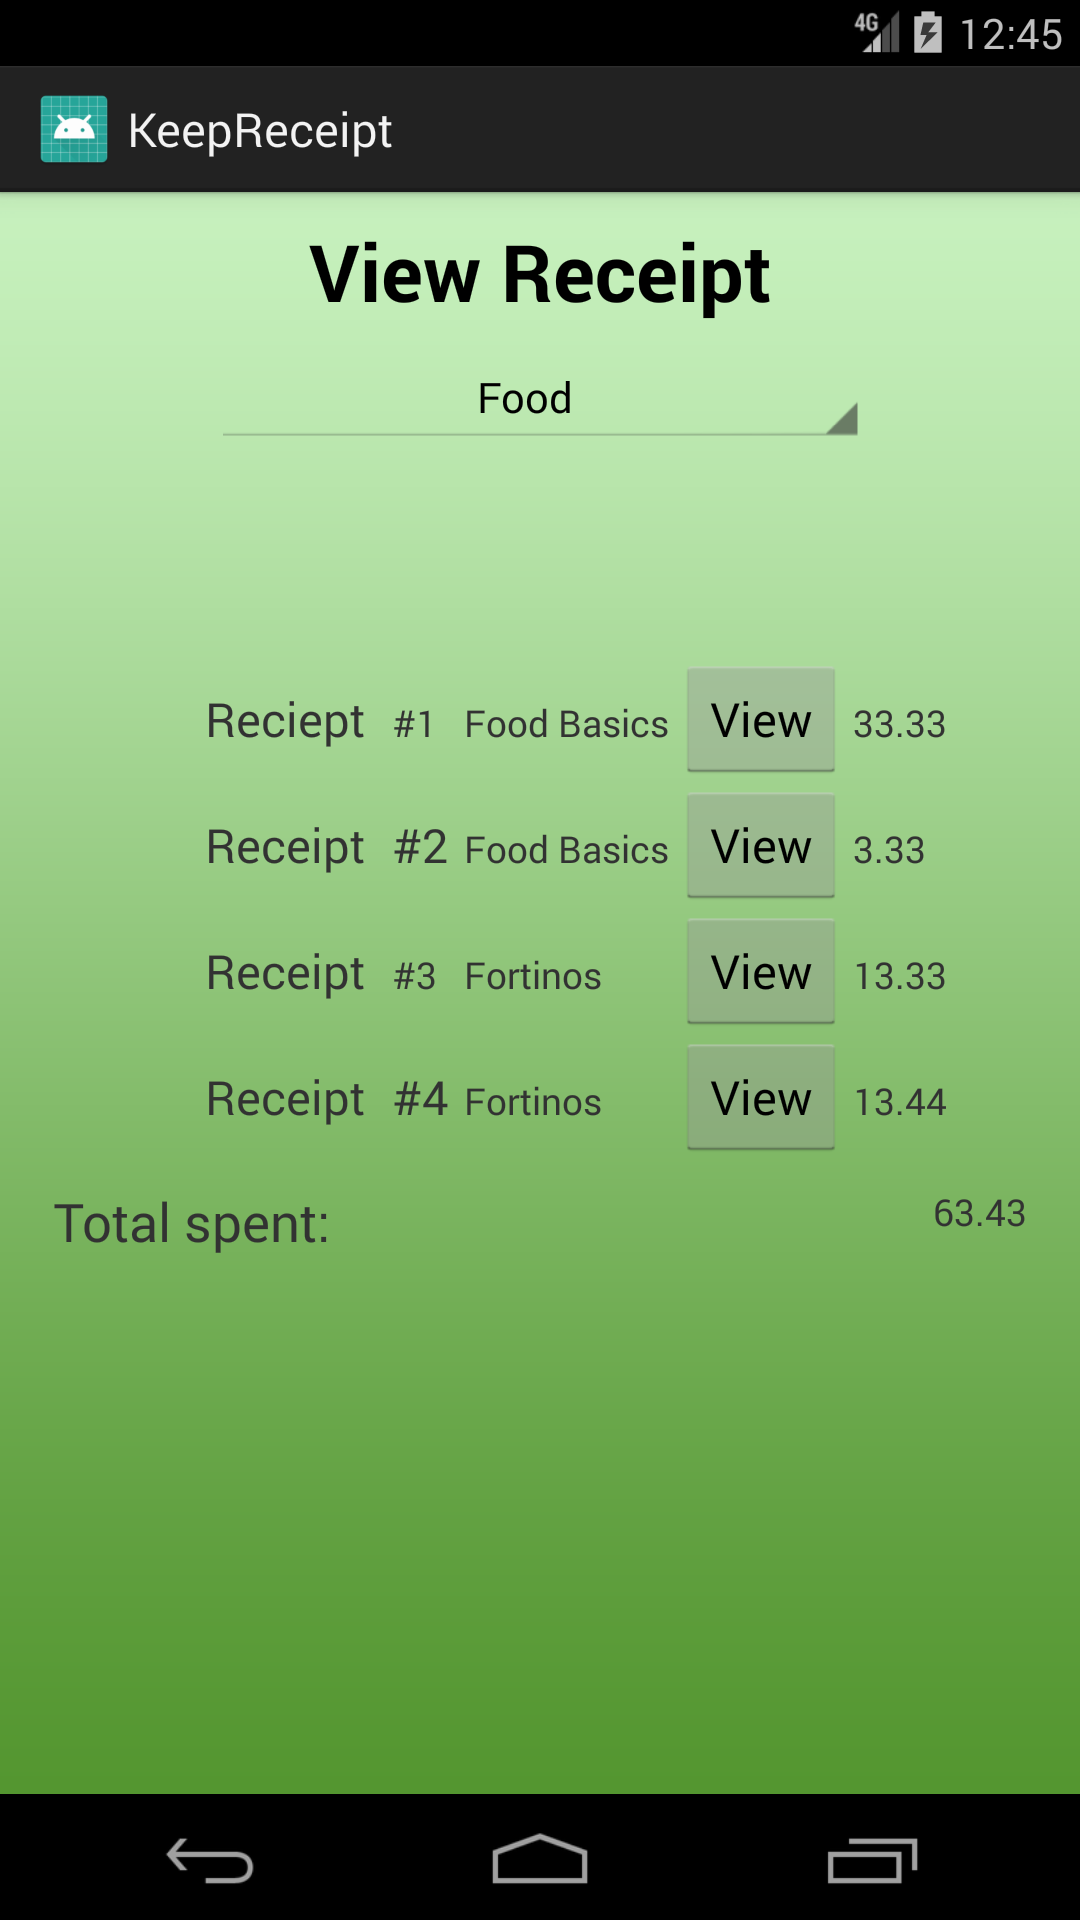 4G 12:45
KeepReceipt
View Receipt
Food
Reciept #1 Food Basics View 33.33
Receipt #2 Food Basics View 3.33
Receipt #3 Fortinos View 13.33
Receipt #4 Fortinos View 13.44
Total spent: 63.43